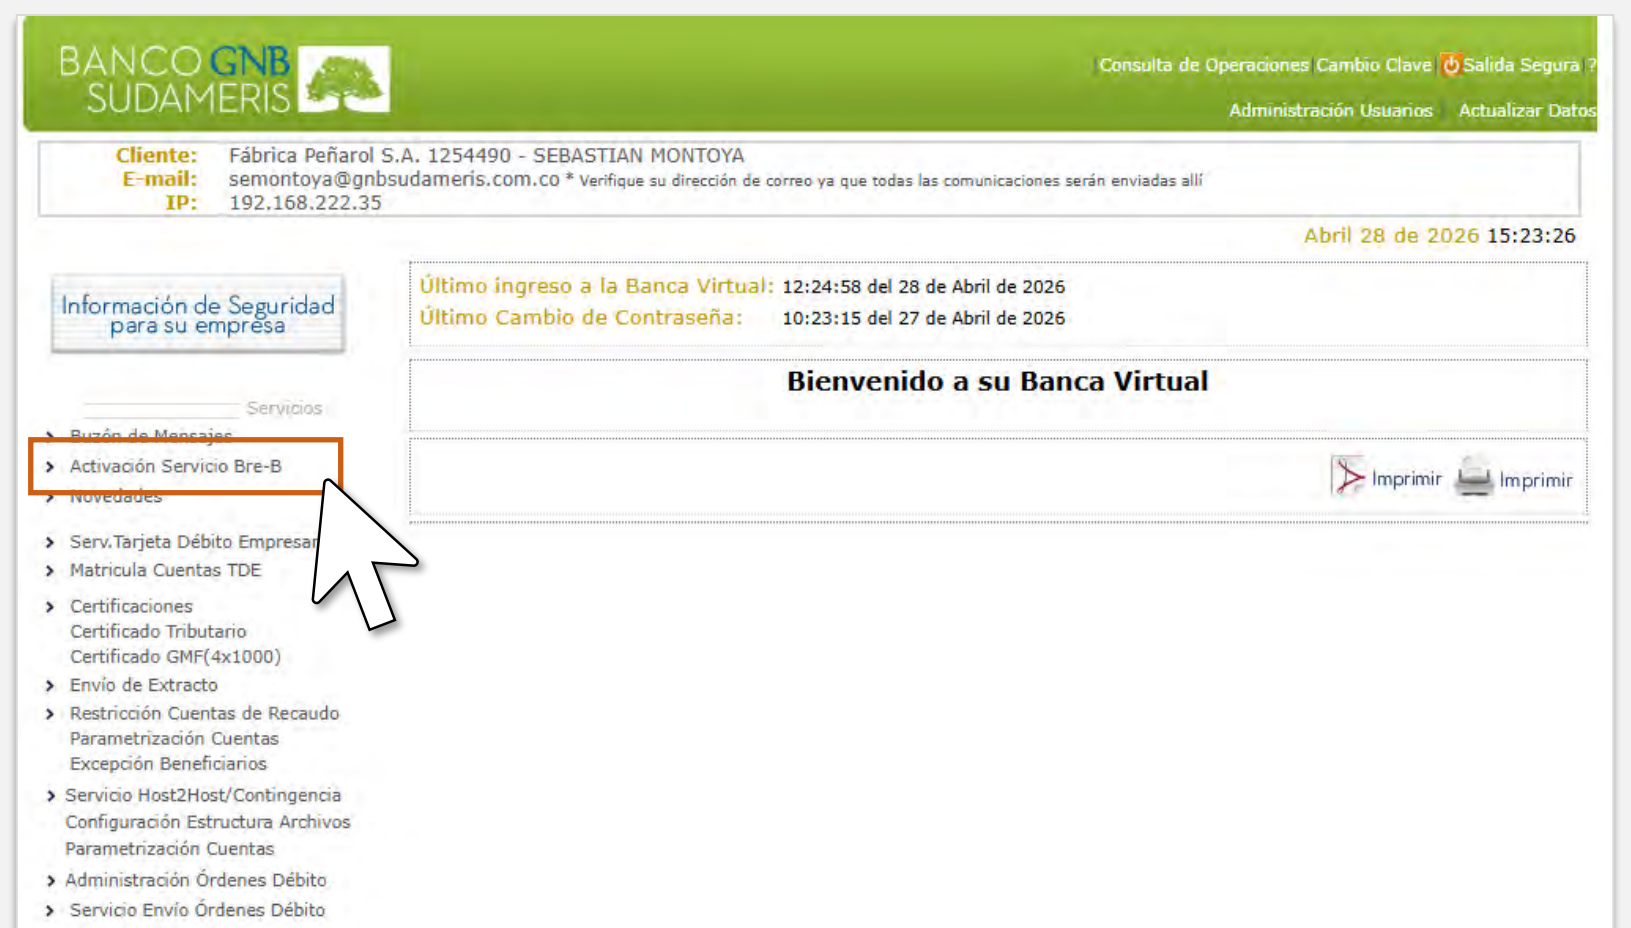 BANCO GNB
SUDAMERIS
Consulta de Operaciones|Cambio Clave|Salida Segura|?
Administración Usuarios Actualizar Datos
Cliente: Fábrica Peñarol S.A. 1254490 - SEBASTIAN MONTOYA
E-mail: semontoya@gnbsudameris.com.co * Verifique su dirección de correo ya que todas las comunicaciones serán enviadas allí
IP: 192.168.222.35
Abril 28 de 2026 15:23:26
Información de Seguridad
para su empresa
Último ingreso a la Banca Virtual: 12:24:58 del 28 de Abril de 2026
Último Cambio de Contraseña: 10:23:15 del 27 de Abril de 2026
Bienvenido a su Banca Virtual
Imprimir Imprimir
Servicios
Buzón de Mensajes
Activación Servicio Bre-B
Novedades
Serv.Tarjeta Débito
Matricula Cuentas TDE
Certificaciones
Certificado Tributario
Certificado GMF(4x1000)
Envío de Extracto
Restricción Cuentas de Recaudo
Parametrización Cuentas
Excepción Beneficiarios
Servicio Host2Host/Contingencia
Configuración Estructura Archivos
Parametrización Cuentas
Administración Órdenes Débito
Servicio Envío Órdenes Débito